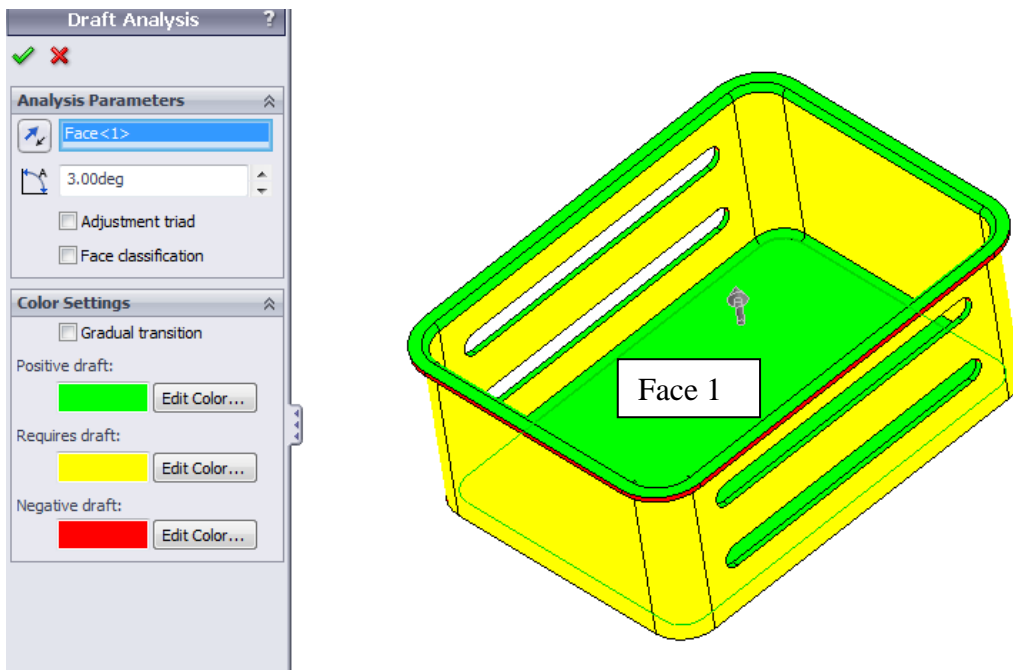 Draft Analysis ?
Analysis Parameters
Face<1>
A
3.00deg
Adjustment triad
Face classification
Color Settings
Gradual transition
Positive draft:
Edit Color...
Requires draft:
Edit Color...
Negative draft:
Edit Color...
Face 1